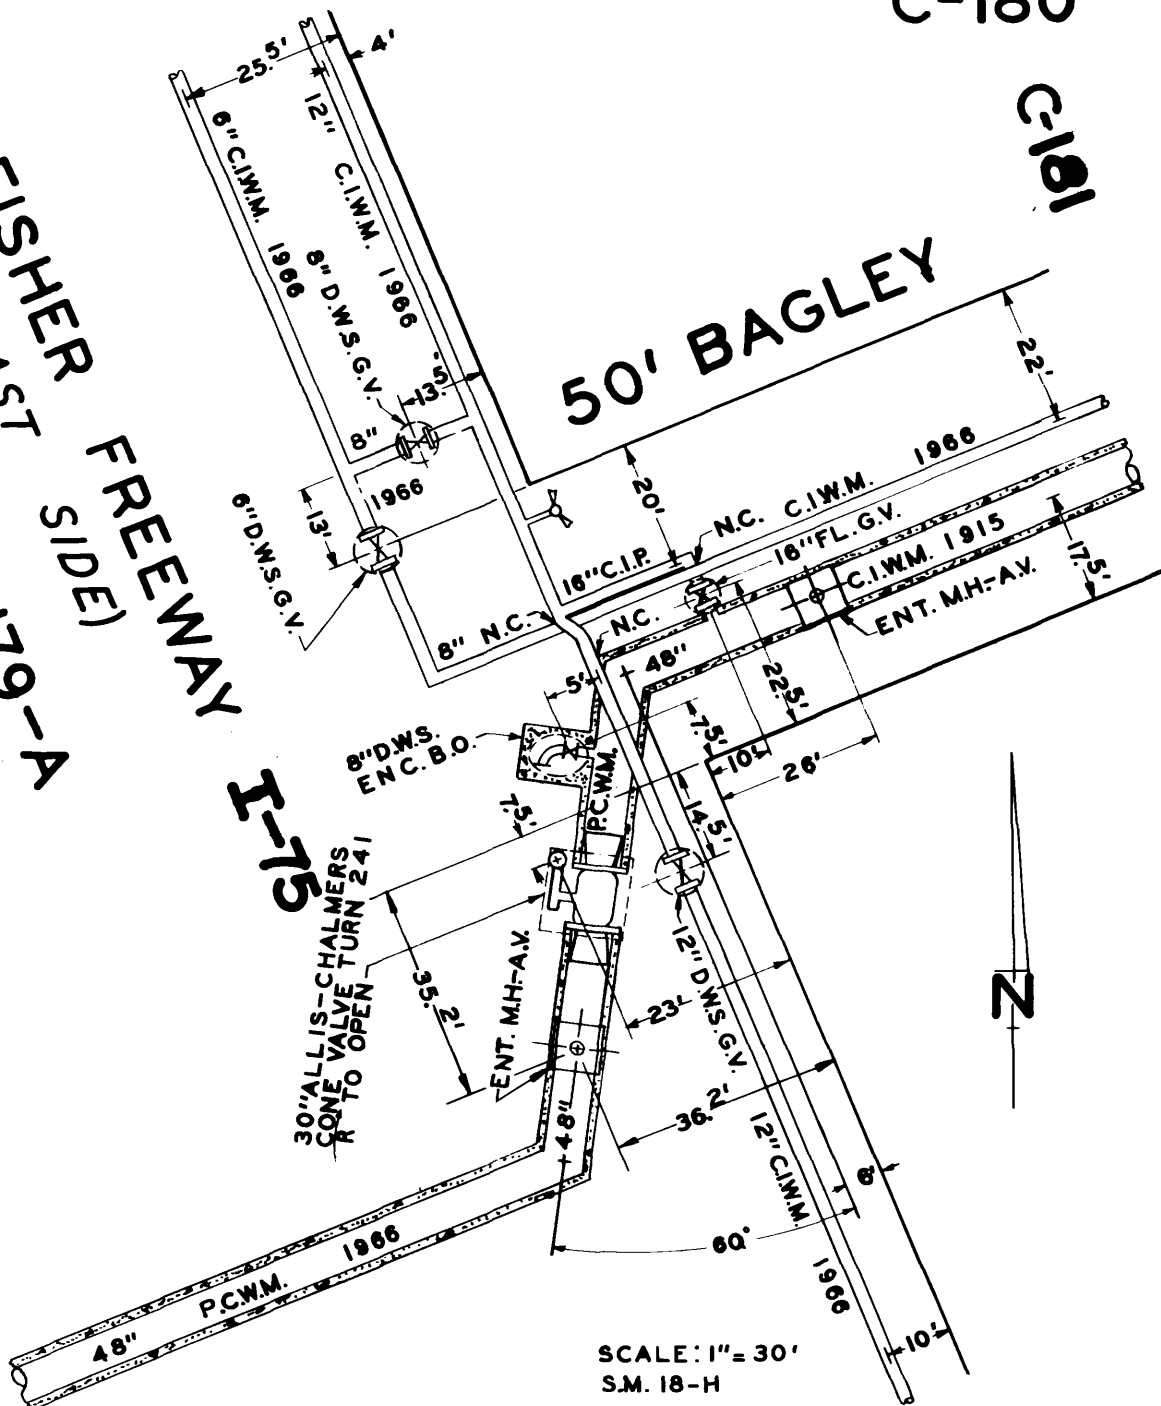 C-180
C-181
25.5'
4'
12" C.I.W.M. 1966
6" C.I.W.M. 1966
8" D.W.S.G.V.
13.5'
8"
1966
13'
6" D.W.S.G.V.
50' BAGLEY
22'
20'
N.C. C.I.W.M. 1966
16" FL. G.V.
16" C.I.P.
C.I.W.M. 1915
17.5'
ENT. M.H.-A.V.
8" N.C.
N.C.
48"
5'
22.5'
7.5'
10'
26'
FISHER FREEWAY I-75
SIDE)
179-A
8" D.W.S.
ENC. B.O.
P.C.W.M.
7.5'
14.5'
30" ALLIS-CHALMERS
CONE VALVE TURN 241
R TO OPEN
35.2'
ENT. M.H.-A.V.
12" D.W.S.G.V.
23'
36.2'
48"
12" C.I.W.M. 1966
8'
60°
10'
48" P.C.W.M. 1966
N
SCALE: 1" = 30'
S.M. 18-H